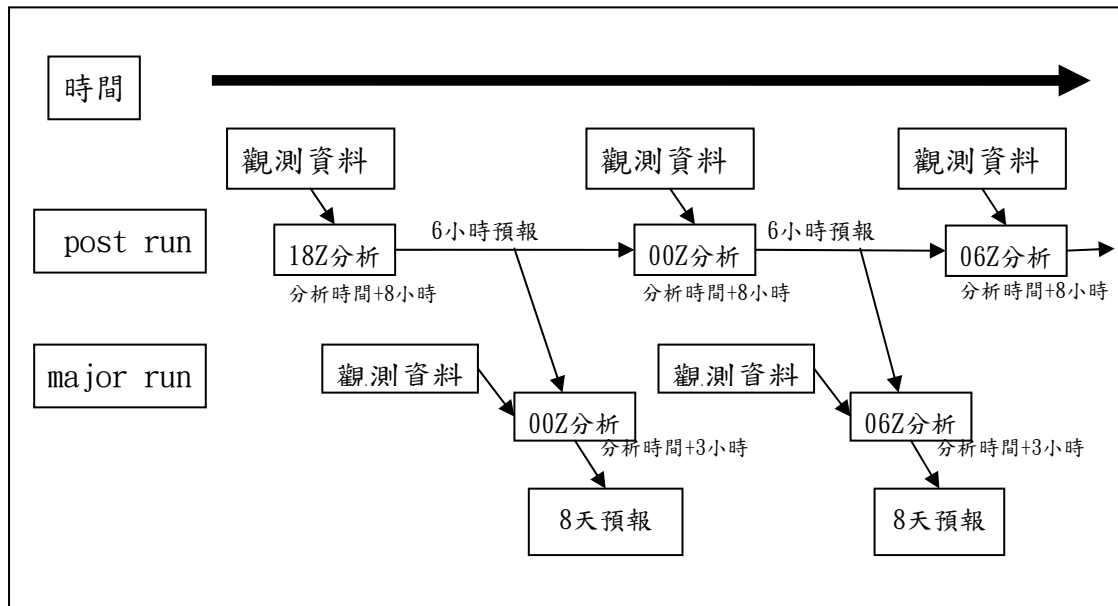 時間
觀測資料
觀測資料
觀測資料
post run
18Z分析
6小時預報
00Z分析
6小時預報
06Z分析
分析時間+8小時
分析時間+8小時
分析時間+8小時
major run
觀測資料
觀測資料
00Z分析
06Z分析
分析時間+3小時
分析時間+3小時
8天預報
8天預報